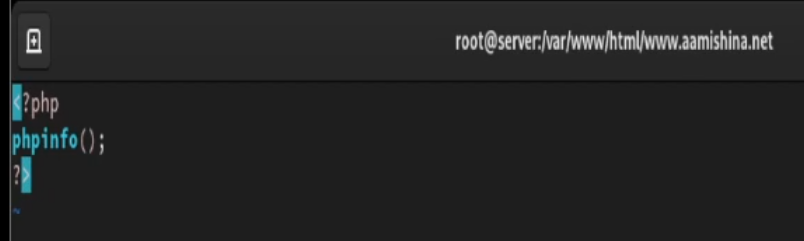 root@server:/var/www/html/www.aamishina.net
<?php
phpinfo();
?>
~